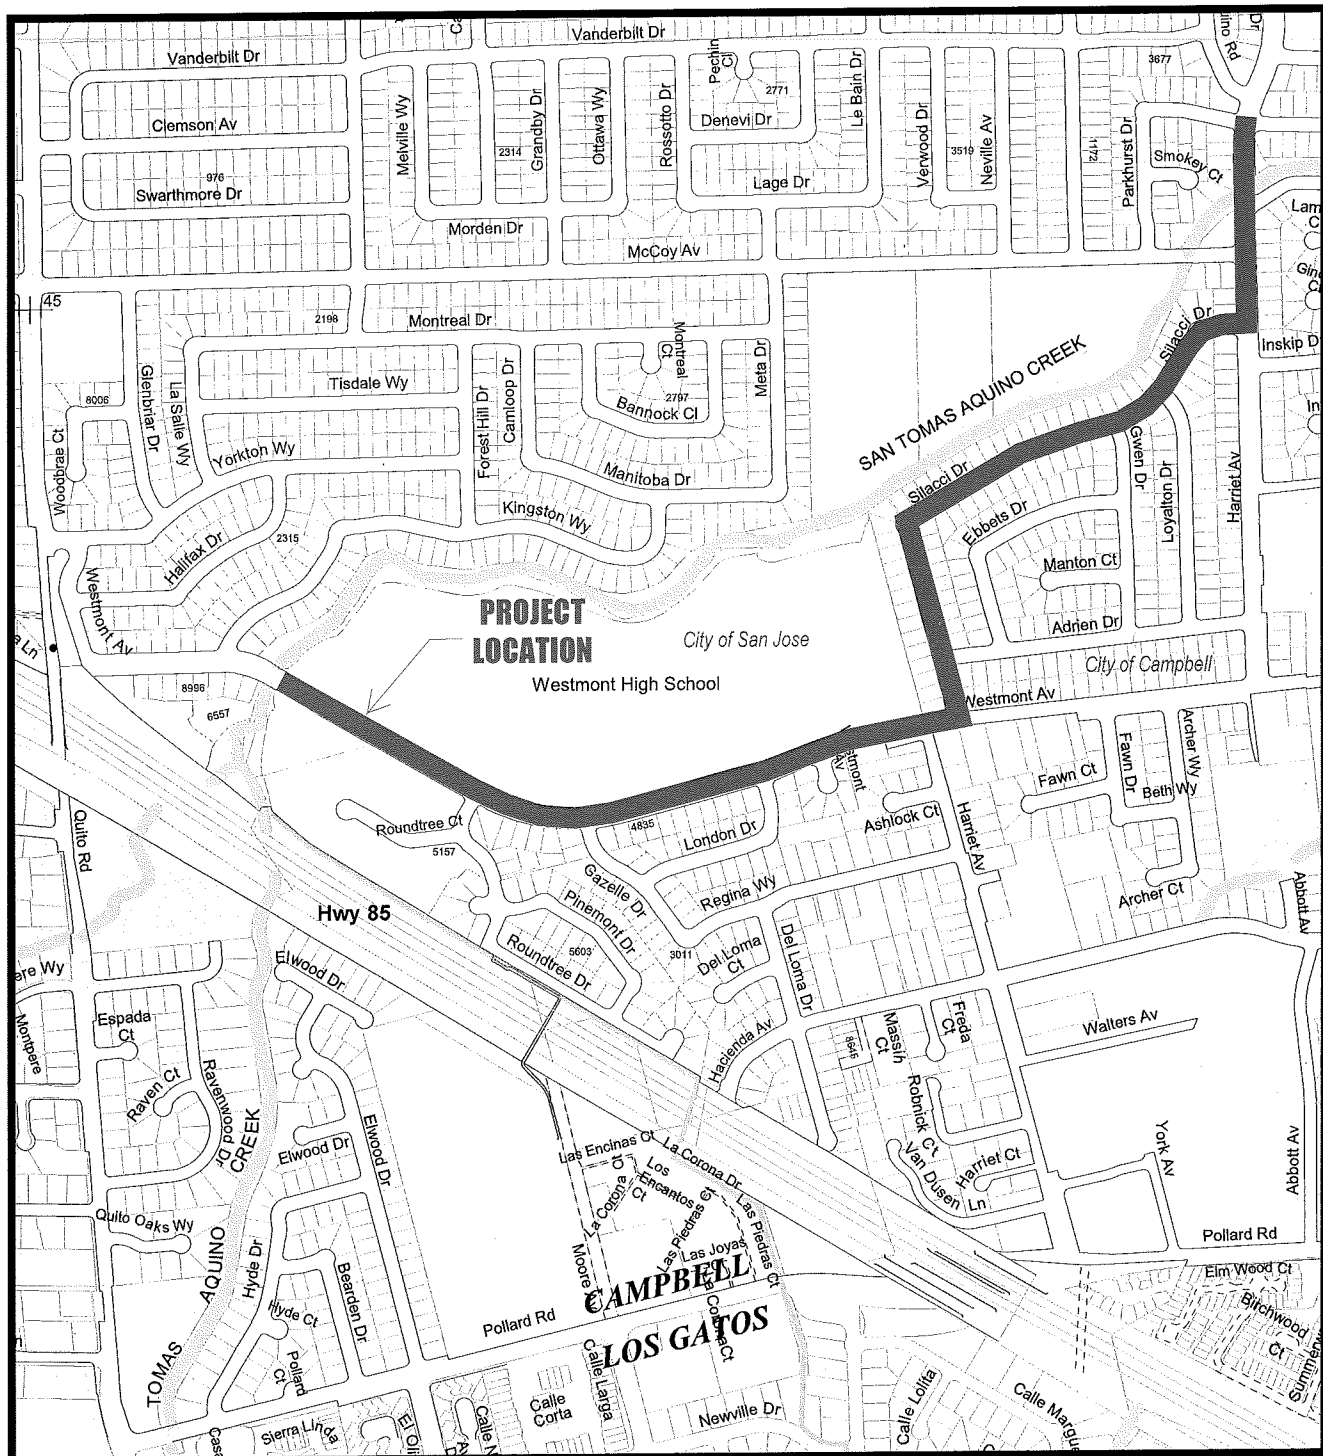 Vanderbilt Dr
Vanderbilt Dr
Clemson Av
976
Swarthmore Dr
Melville Wy
2314
Grandby Dr
Ottawa Wy
Rossotto Dr
Pechin
Cl
2771
Denevi Dr
Le Bain Dr
Lage Dr
Verwood Dr
3519
Neville Av
1172
Parkhurst Dr
3677
Smokey Ct
Morden Dr
McCoy Av
45
2198
Montreal Dr
Glenbriar Dr
La Salle Wy
Tisdale Wy
8006
Woodbrae Ct
Yorkton Wy
Forest Hill Dr
Camloop Dr
Montreal
Ct
2797
Bannock Cl
Meta Dr
Manitoba Dr
Kingston Wy
Halifax Dr
2315
Westmont Av
SAN TOMAS AQUINO CREEK
Silacci Dr
Silacci Dr
Inskip D
Gwen Dr
Loyalton Dr
Harriet Av
Ebbets Dr
Manton Ct
Adrien Dr
PROJECT
LOCATION
City of San Jose
Westmont High School
City of Campbell
Westmont Av
8996
6557
a Ln
Quito Rd
Roundtree Ct
5157
4835
London Dr
Ashlock Ct
Harriet Av
Fawn Ct
Fawn Dr
Archer Wy
Beth Wy
Archer Ct
Abbott Av
Hwy 85
Gazelle Dr
Pinemont Dr
Regina Wy
Roundtree Dr
5603
3011
Del Loma
Ct
Del Loma Dr
Hacienda Av
8645
Massih
Ct
Freda
Ct
Walters Av
ere Wy
Montpere
Elwood Dr
Espada
Ct
Raven Ct
Ravenwood Dr
Elwood Dr
Elwood Dr
Robnick Ct
Van Dusen Ln
Harriet Ct
York Av
Abbott Av
Las Encinas Ct
La Corona Dr
La Corona Ct
Los
Encantos
Ct
Las Piedras Ct
Las Piedras Ct
Las Joyas
Quito Oaks Wy
TOMAS AQUINO CREEK
Hyde Dr
Hyde Ct
Bearden Dr
Pollard
Ct
Pollard Rd
Pollard Rd
CAMPBELL
LOS GATOS
Elm Wood Ct
Birchwood
Ct
Calle Larga
Calle
Corta
Newville Dr
Calle Lolita
Sierra Linda